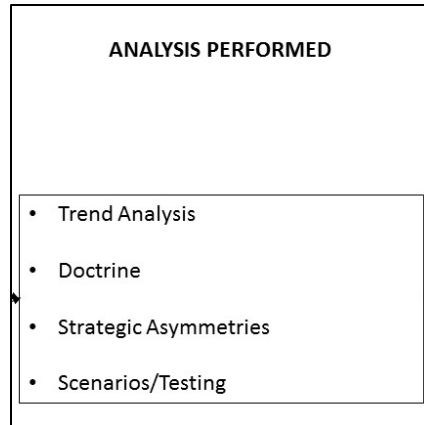 ANALYSIS PERFORMED
• Trend Analysis
• Doctrine
• Strategic Asymmetries
• Scenarios/Testing